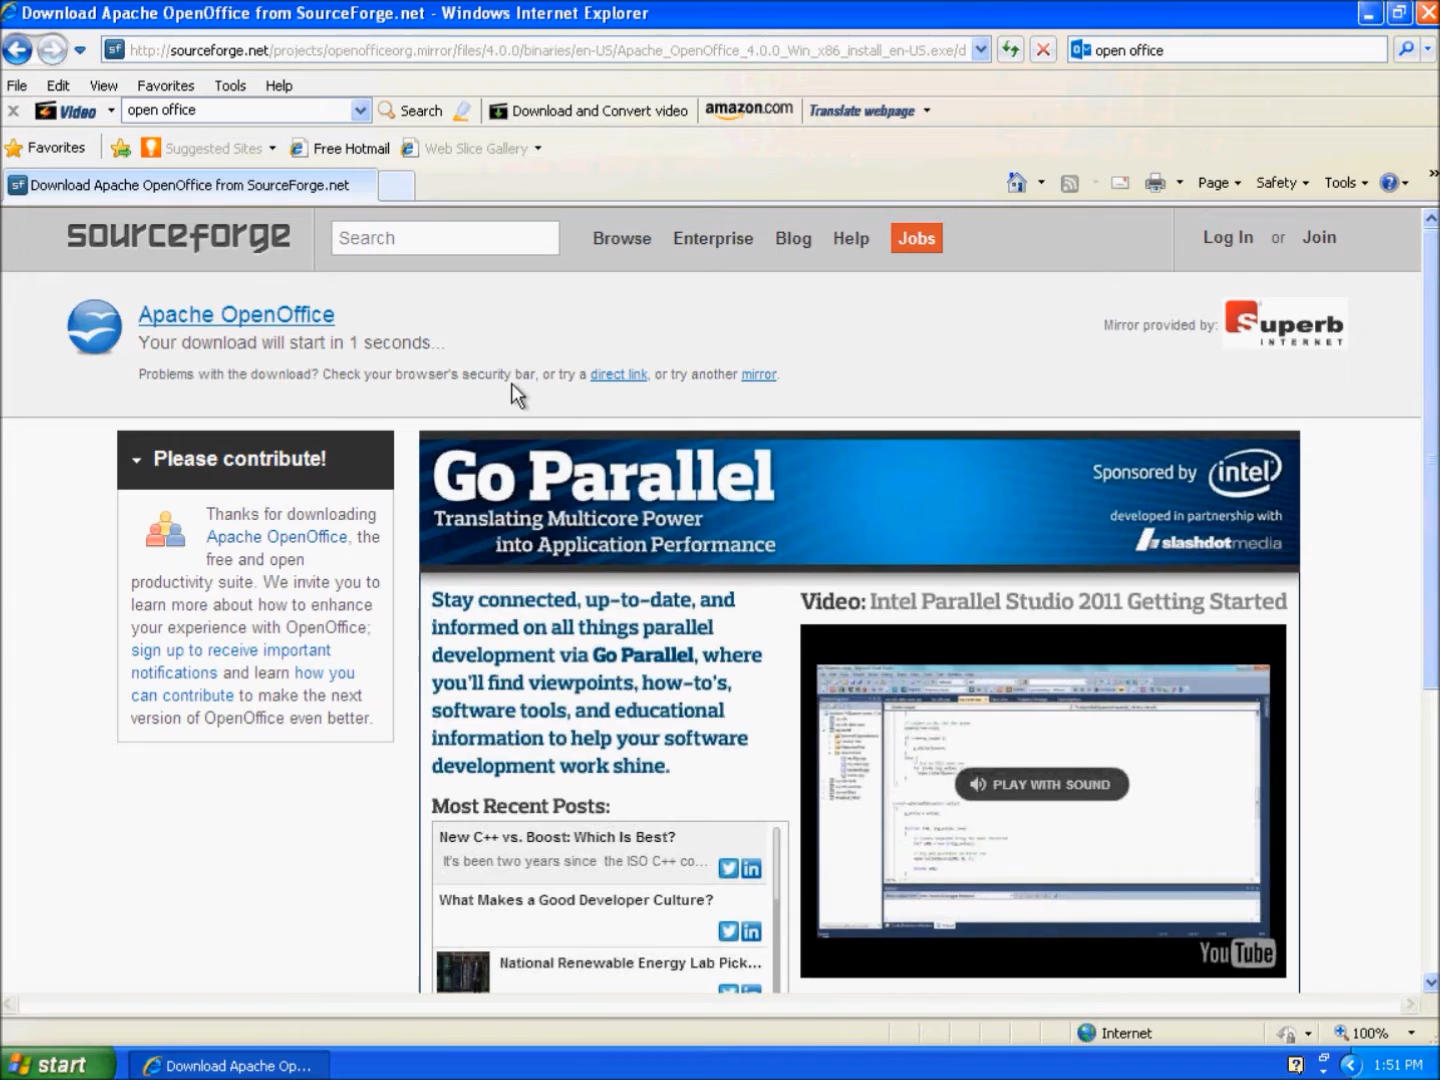 Download Apache OpenOffice from SourceForge.net - Windows Internet Explorer
http://sourceforge.net/projects/openofficeorg.mirror/files/4.0.0/binaries/en-US/Apache_OpenOffice_4.0.0_Win_x86_install_en-US.exe/d
open office
File Edit View Favorites Tools Help
Video open office Search Download and Convert video amazon.com Translate webpage
Favorites Suggested Sites Free Hotmail Web Slice Gallery
Download Apache OpenOffice from SourceForge.net
Page Safety Tools
sourceforge Search Browse Enterprise Blog Help Jobs Log In or Join
Apache OpenOffice
Your download will start in 1 seconds...
Problems with the download? Check your browser's security bar, or try a direct link, or try another mirror.
Mirror provided by: Superb
INTERNET
Please contribute!
Thanks for downloading
Apache OpenOffice, the
free and open
productivity suite. We invite you to
learn more about how to enhance
your experience with OpenOffice;
sign up to receive important
notifications and learn how you
can contribute to make the next
version of OpenOffice even better.
Go Parallel
Translating Multicore Power
into Application Performance
Sponsored by intel
developed in partnership with
slashdotmedia
Stay connected, up-to-date, and
informed on all things parallel
development via Go Parallel, where
you'll find viewpoints, how-to's,
software tools, and educational
information to help your software
development work shine.
Most Recent Posts:
New C++ vs. Boost: Which Is Best?
It's been two years since the ISO C++ co...
What Makes a Good Developer Culture?
National Renewable Energy Lab Pick...
Video: Intel Parallel Studio 2011 Getting Started
PLAY WITH SOUND
YouTube
Internet 100%
start Download Apache Op... 1:51 PM